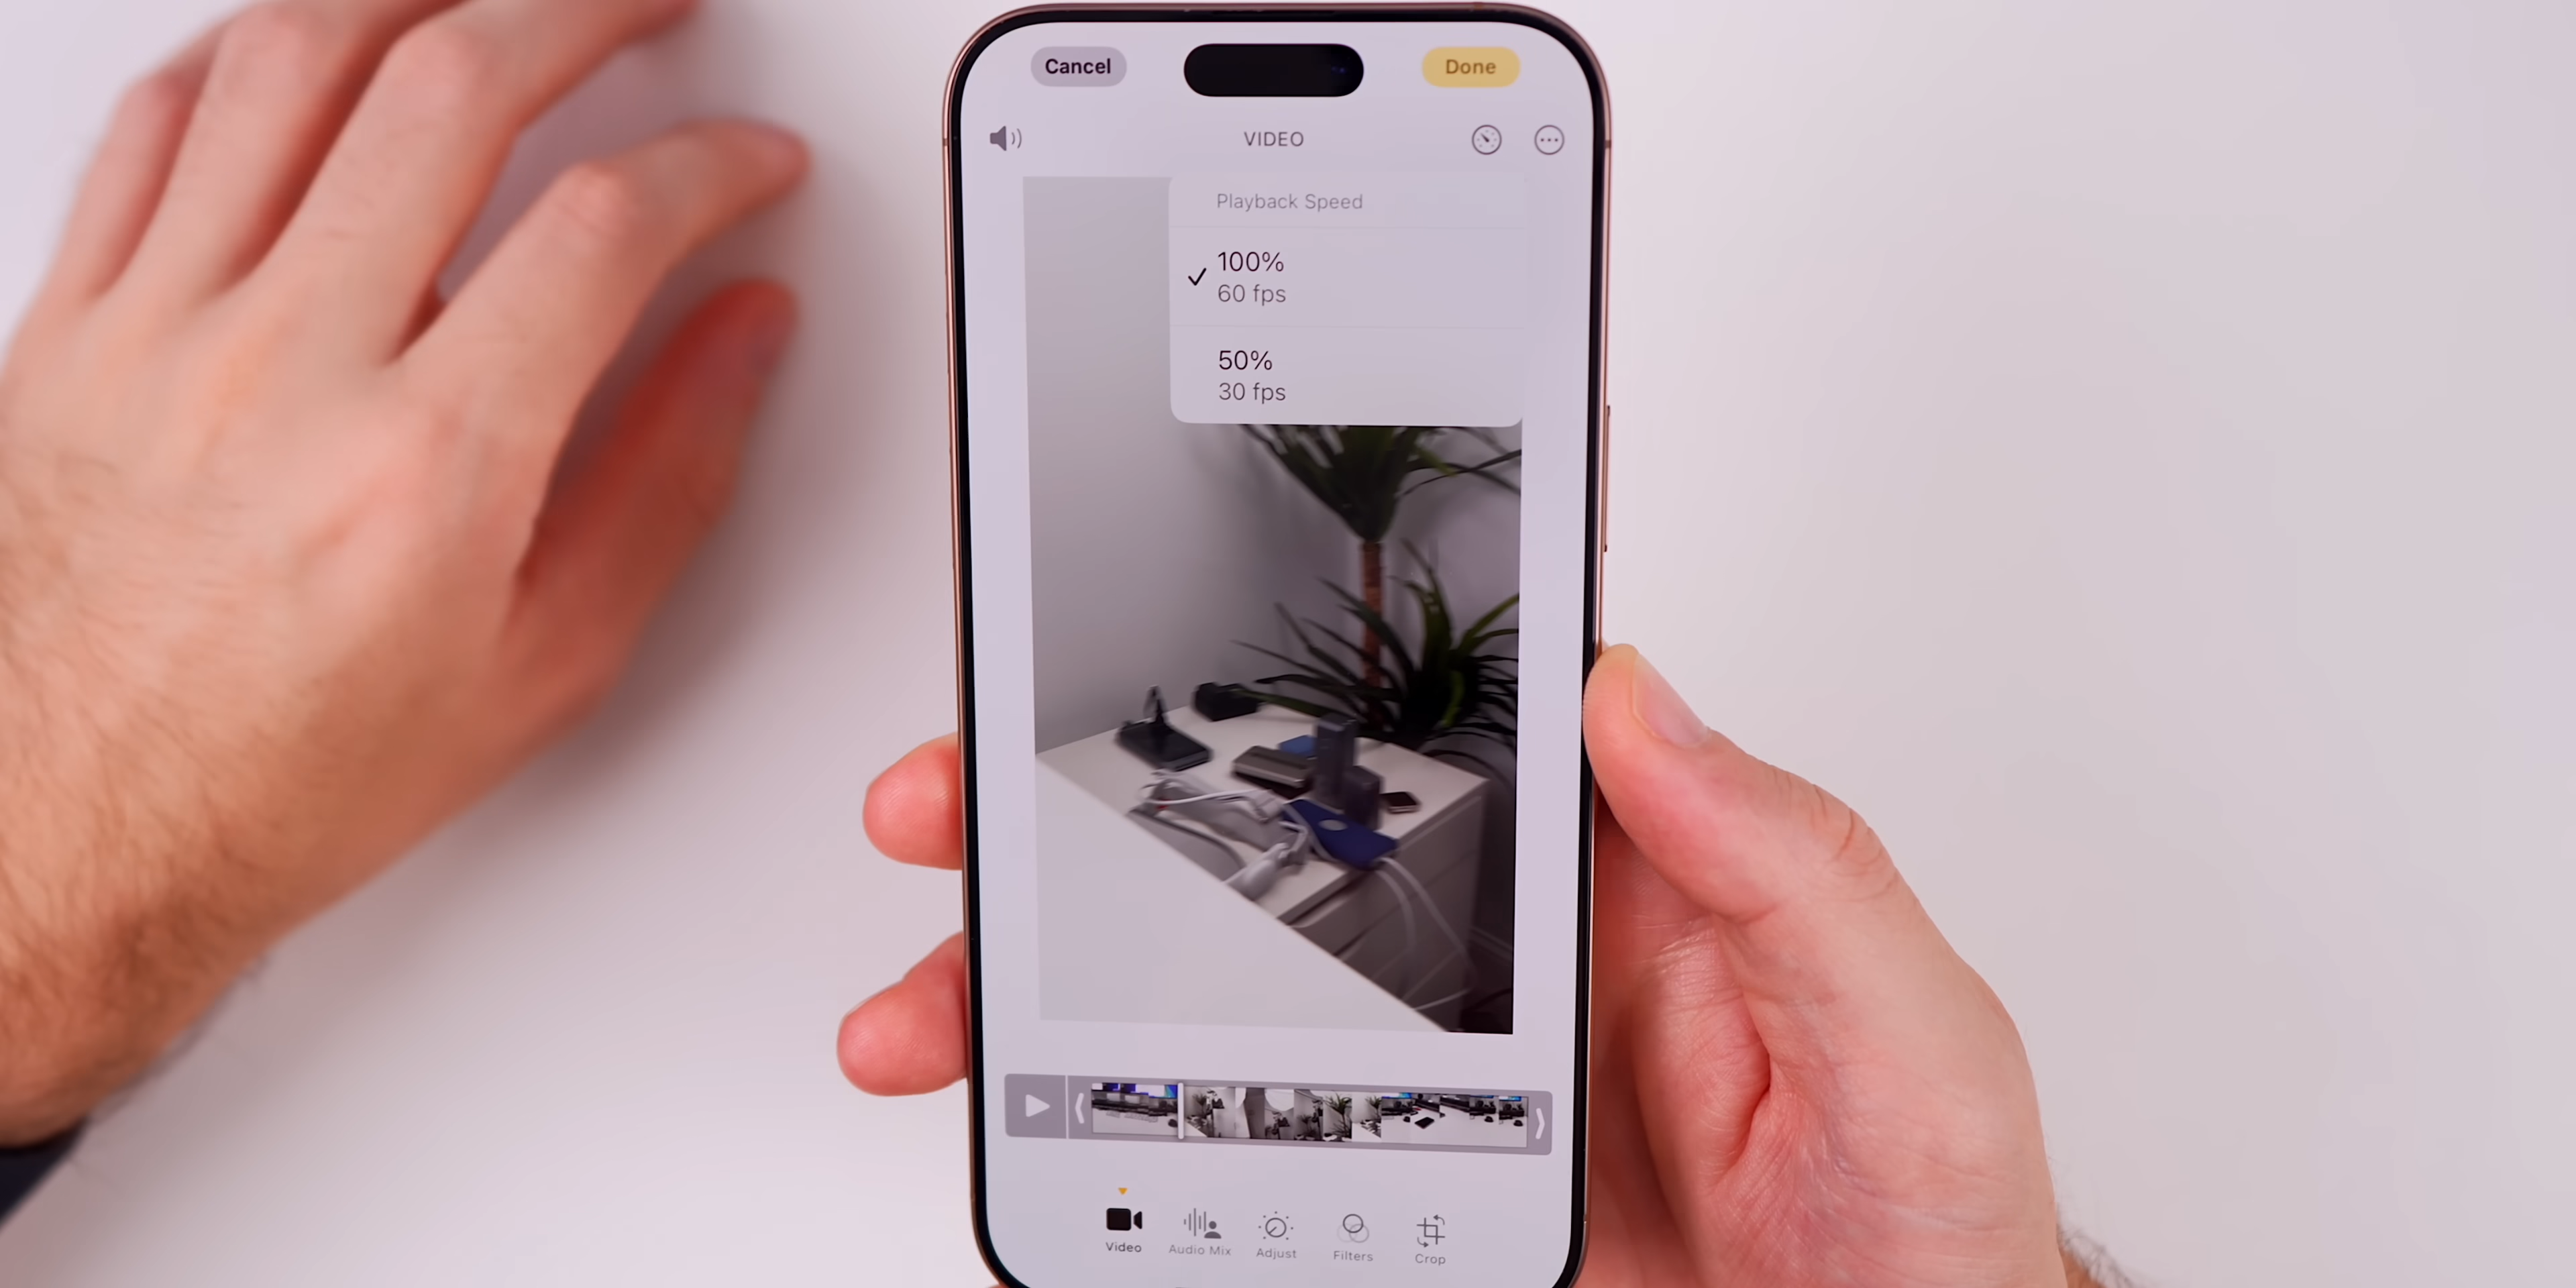 Cancel
Done
VIDEO
Playback Speed
100%
60 fps
50%
30 fps
Video
Audio Mix
Adjust
Filters
Crop